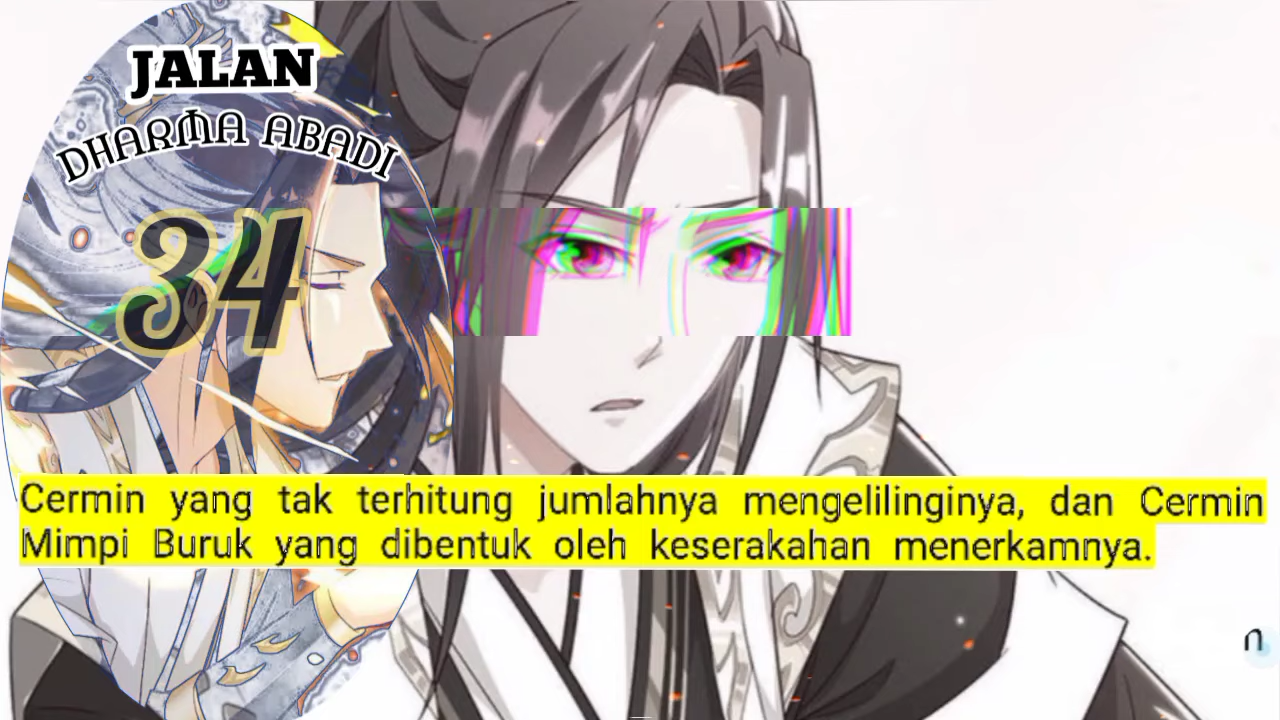 JALAN
DHARMA ABADI
34
Cermin yang tak terhitung jumlahnya mengelilinginya, dan Cermin
Mimpi Buruk yang dibentuk oleh keserakahan menerkamnya.